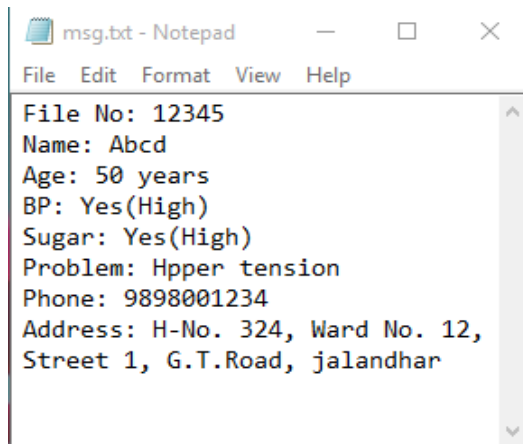 msg.txt - Notepad
File Edit Format View Help
File No: 12345
Name: Abcd
Age: 50 years
BP: Yes(High)
Sugar: Yes(High)
Problem: Hpper tension
Phone: 9898001234
Address: H-No. 324, Ward No. 12,
Street 1, G.T.Road, jalandhar